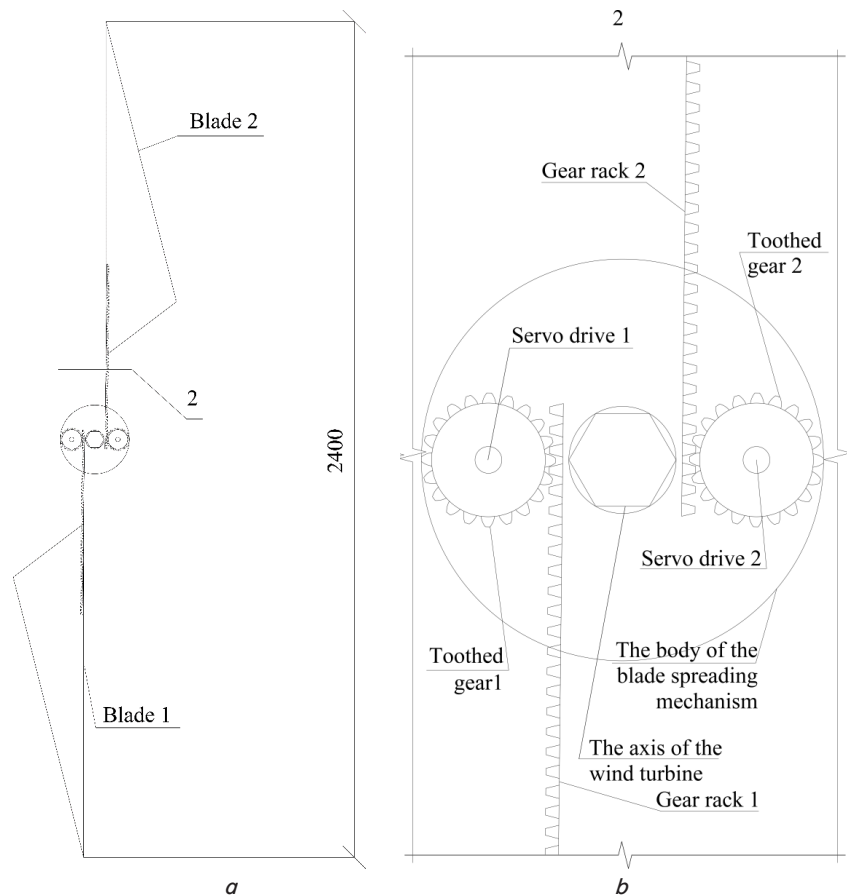 Blade 2
2
2400
Blade 1
a
2
Gear rack 2
Toothed
gear 2
Servo drive 1
Servo drive 2
Toothed
gear1
The body of the
blade spreading
mechanism
The axis of the
wind turbine
Gear rack 1
b